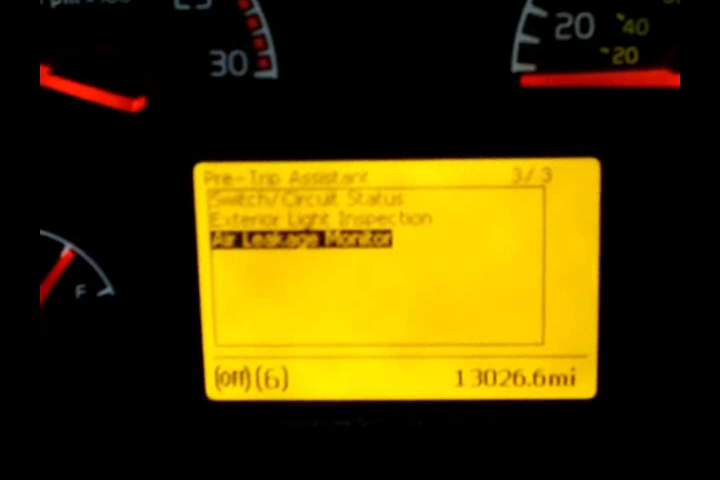 25
30
20
40
20
Pre-Trip Assistant 3/3
Switch/Circuit Status
Exterior Light Inspection
Air Leakage Monitor
F
(Off) (6) 13026.6mi